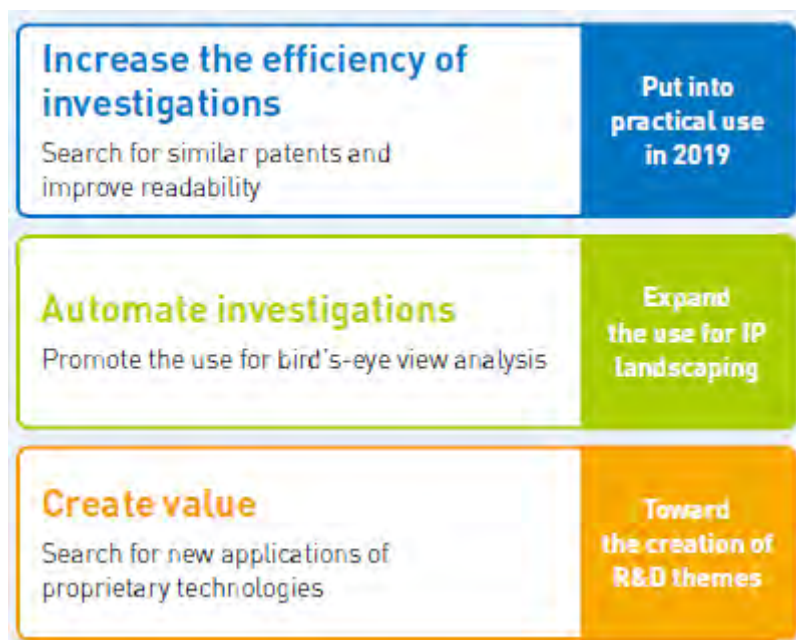 Increase the efficiency of
investigations
Search for similar patents and
improve readability
Put into
practical use
in 2019
Automate investigations
Promote the use for bird's-eye view analysis
Expand
the use for IP
landscaping
Create value
Search for new applications of
proprietary technologies
Toward
the creation of
R&D themes